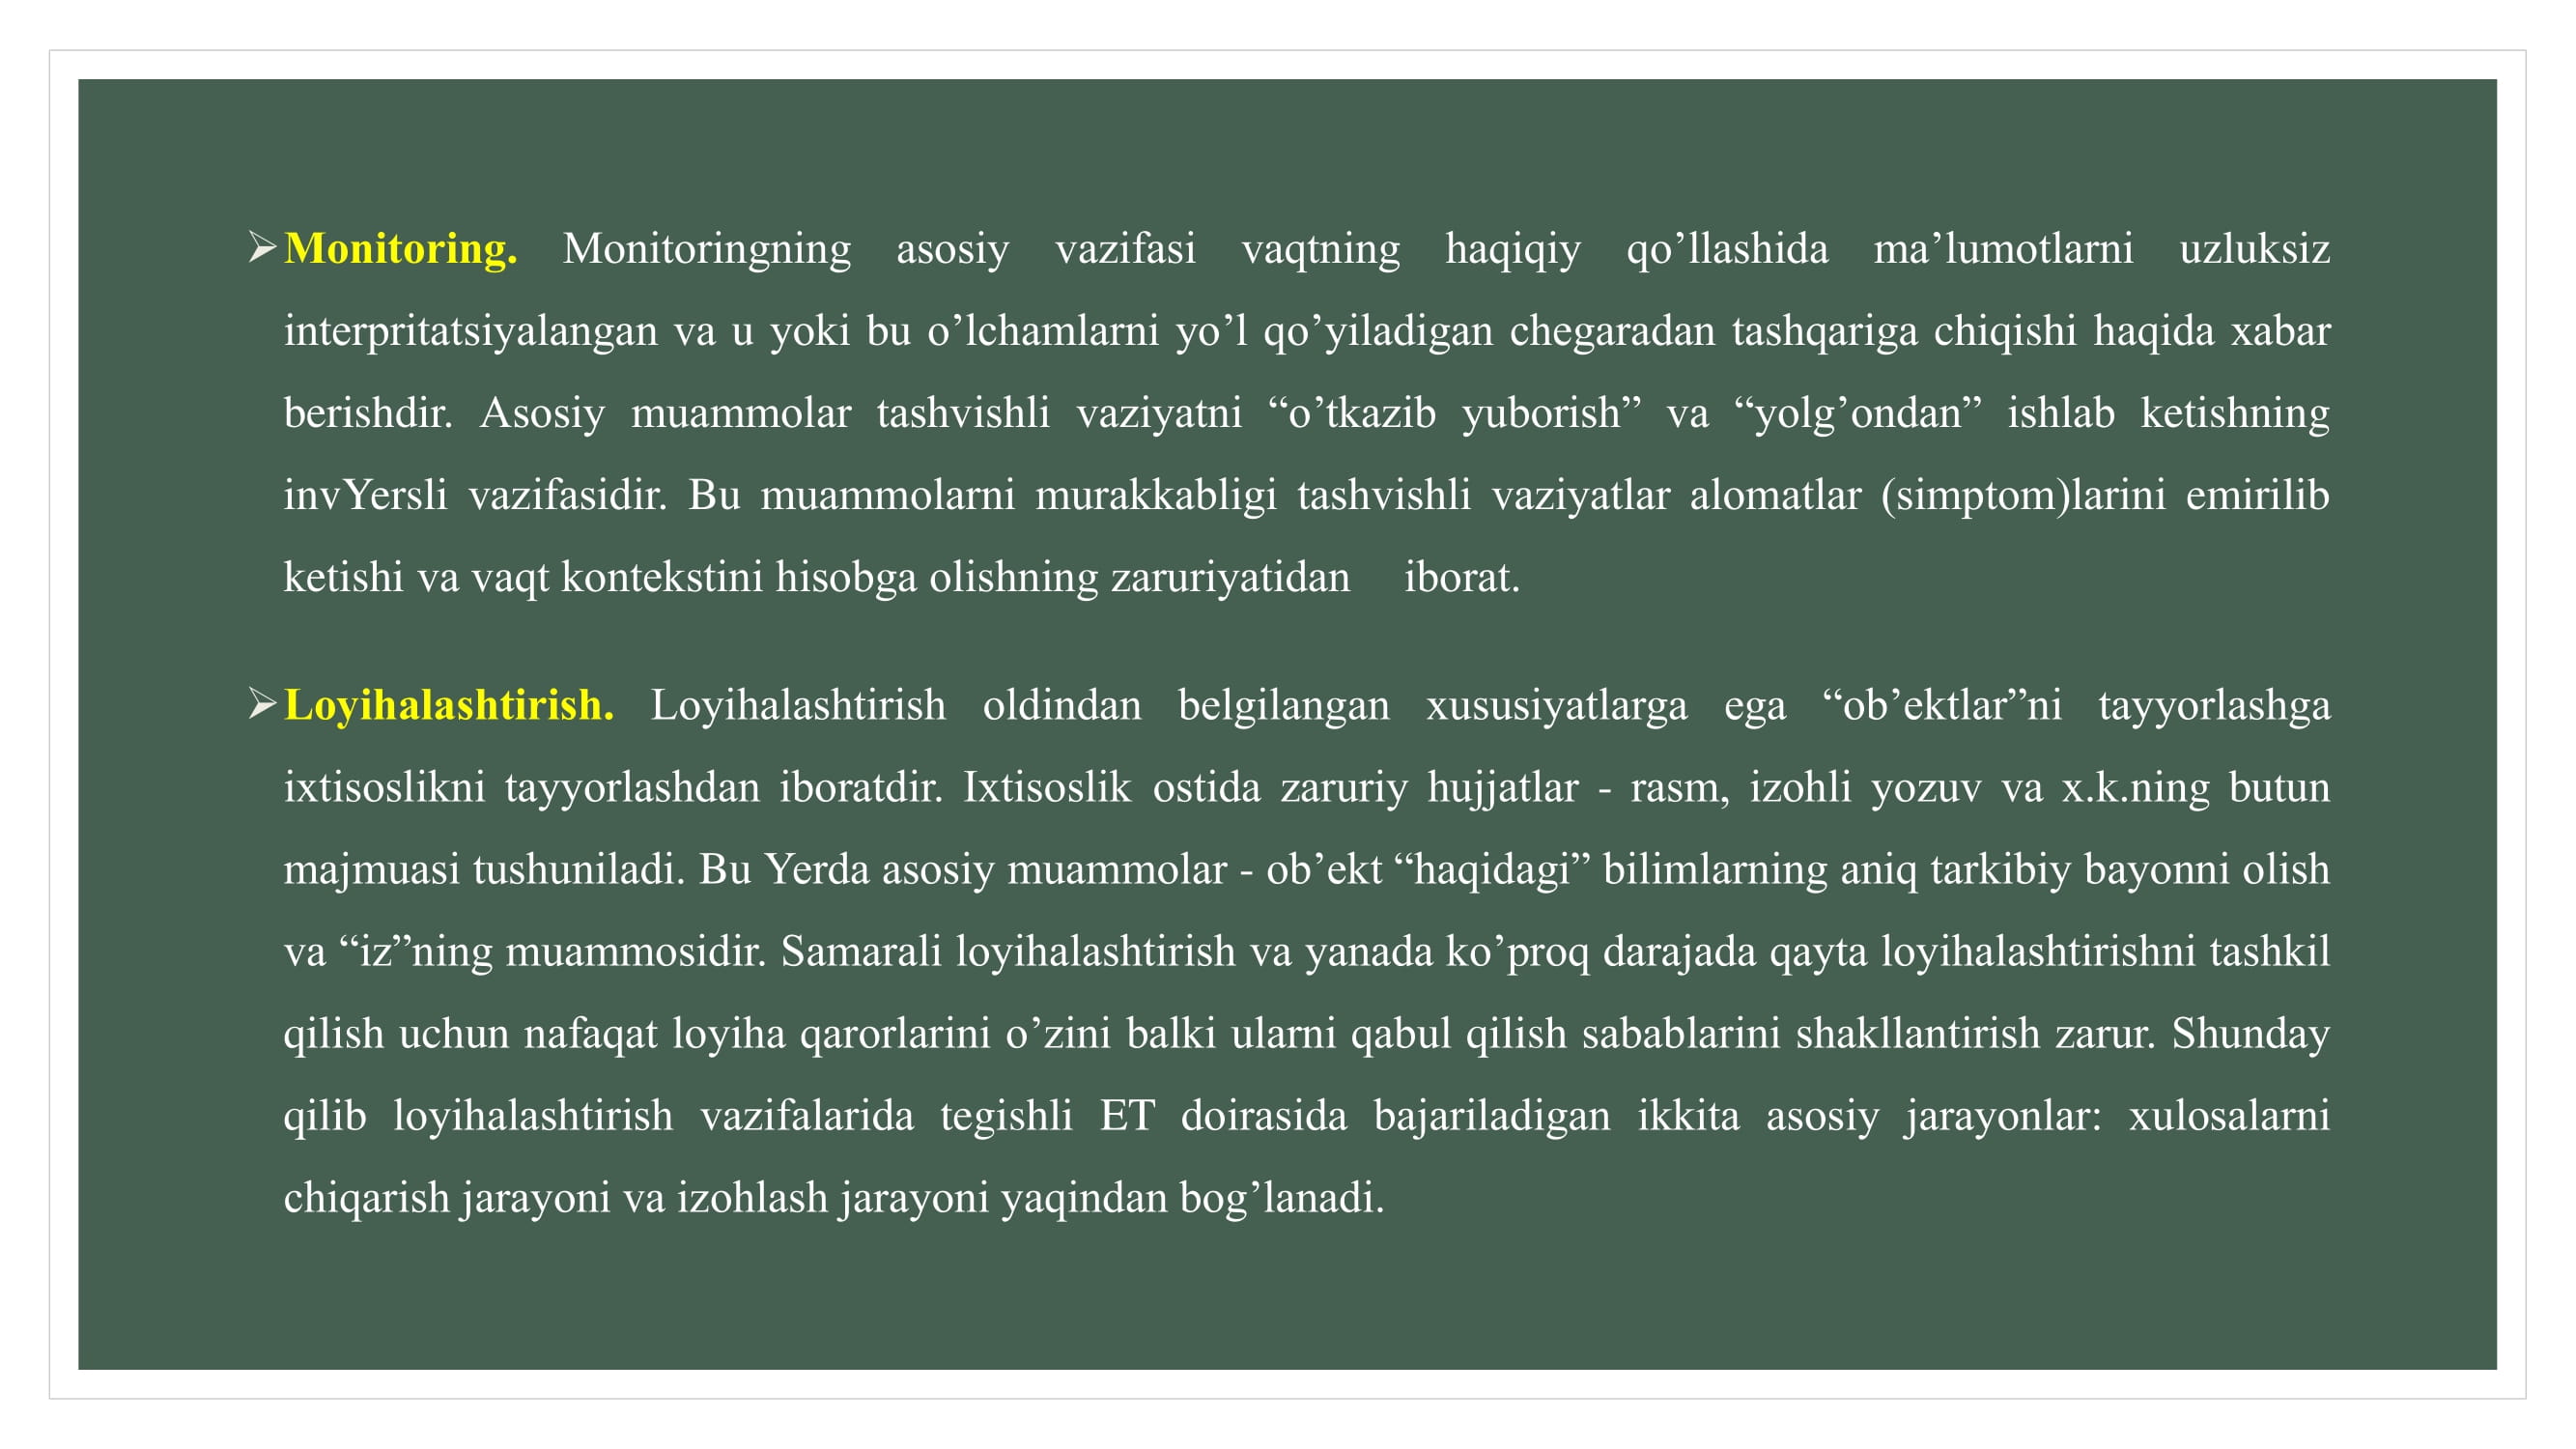 ➢Monitoring. Monitoringning asosiy vazifasi vaqtning haqiqiy qo’llashida ma’lumotlarni uzluksiz
interpritatsiyalangan va u yoki bu o’lchamlarni yo’l qo’yiladigan chegaradan tashqariga chiqishi haqida xabar
berishdir. Asosiy muammolar tashvishli vaziyatni “o’tkazib yuborish” va “yolg’ondan” ishlab ketishning
invYersli vazifasidir. Bu muammolarni murakkabligi tashvishli vaziyatlar alomatlar (simptom)larini emirilib
ketishi va vaqt kontekstini hisobga olishning zaruriyatidan iborat.
➢Loyihalashtirish. Loyihalashtirish oldindan belgilangan xususiyatlarga ega “ob’ektlar”ni tayyorlashga
ixtisoslikni tayyorlashdan iboratdir. Ixtisoslik ostida zaruriy hujjatlar - rasm, izohli yozuv va x.k.ning butun
majmuasi tushuniladi. Bu Yerda asosiy muammolar - ob’ekt “haqidagi” bilimlarning aniq tarkibiy bayonni olish
va “iz”ning muammosidir. Samarali loyihalashtirish va yanada ko’proq darajada qayta loyihalashtirishni tashkil
qilish uchun nafaqat loyiha qarorlarini o’zini balki ularni qabul qilish sabablarini shakllantirish zarur. Shunday
qilib loyihalashtirish vazifalarida tegishli ET doirasida bajariladigan ikkita asosiy jarayonlar: xulosalarni
chiqarish jarayoni va izohlash jarayoni yaqindan bog’lanadi.